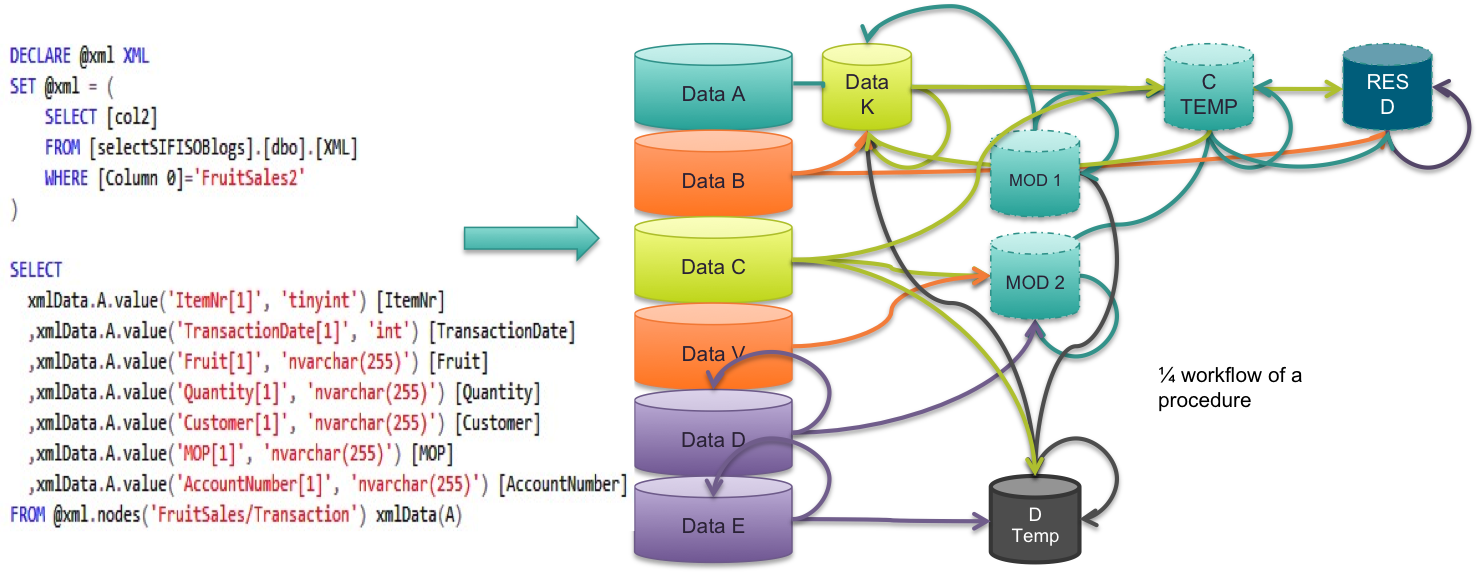 DECLARE @xml XML
SET @xml = (
SELECT [col2]
FROM [selectSIFISOBlogs].[dbo].[XML]
WHERE [Column 0]='FruitSales2'
)
SELECT
xmlData.A.value('ItemNr[1]', 'tinyint') [ItemNr]
,xmlData.A.value('TransactionDate[1]', 'int') [TransactionDate]
,xmlData.A.value('Fruit[1]', 'nvarchar(255)') [Fruit]
,xmlData.A.value('Quantity[1]', 'nvarchar(255)') [Quantity]
,xmlData.A.value('Customer[1]', 'nvarchar(255)') [Customer]
,xmlData.A.value('MOP[1]', 'nvarchar(255)') [MOP]
,xmlData.A.value('AccountNumber[1]', 'nvarchar(255)') [AccountNumber]
FROM @xml.nodes('FruitSales/Transaction') xmlData(A)
Data A
Data B
Data C
Data V
Data D
Data E
Data
K
MOD 1
MOD 2
D
Temp
C
TEMP
RES
D
¼ workflow of a
procedure